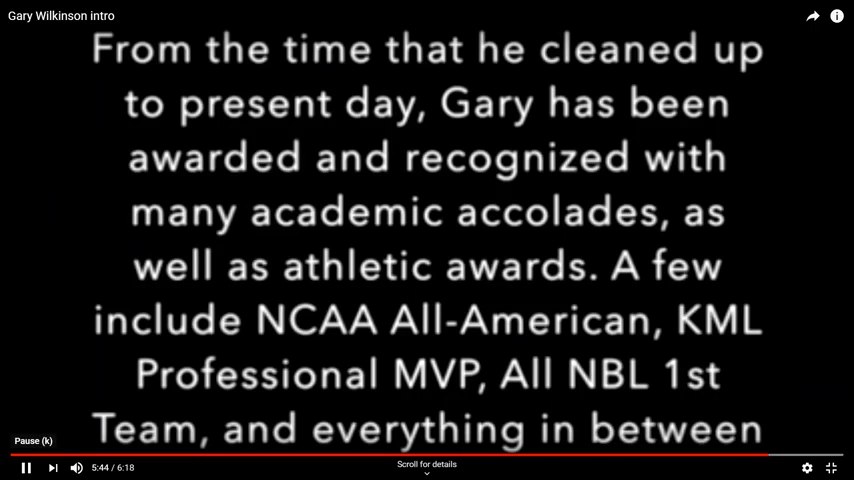 Gary Wilkinson intro
From the time that he cleaned up
to present day, Gary has been
awarded and recognized with
many academic accolades, as
well as athletic awards. A few
include NCAA All-American, KML
Professional MVP, All NBL 1st
Team, and everything in between
Pause (k)
5:44 / 6:18
Scroll for details